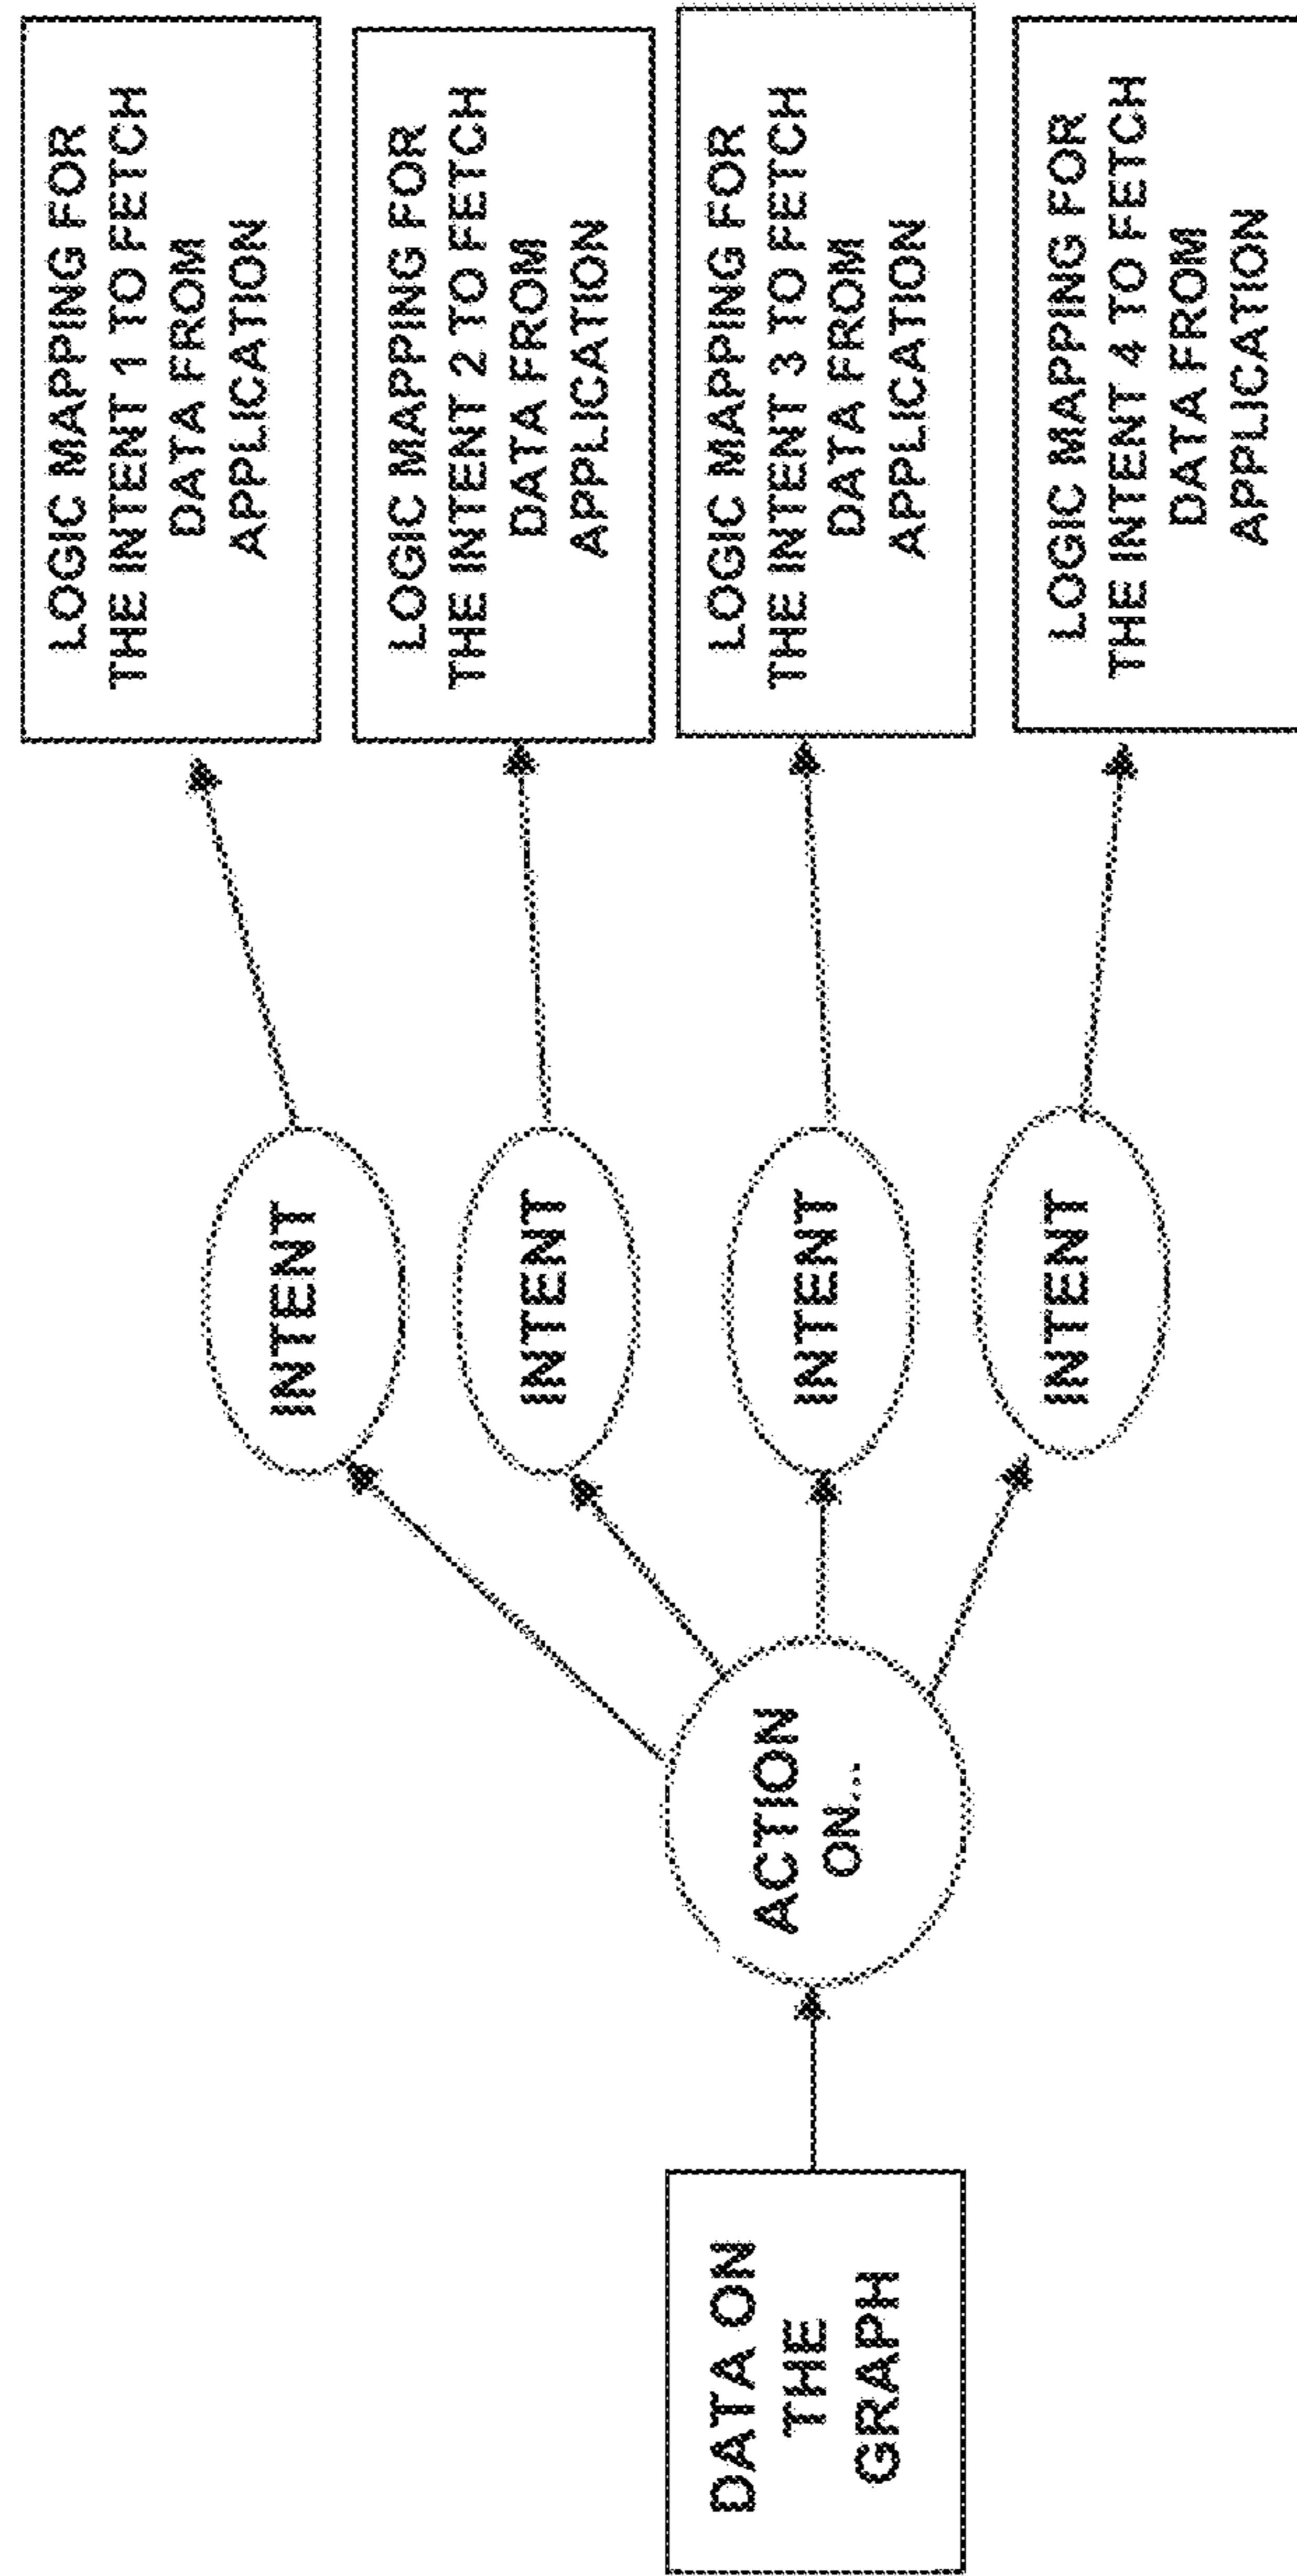 DATA ON
THE
GRAPH
ACTION
ON...
INTENT
INTENT
INTENT
INTENT
LOGIC MAPPING FOR
THE INTENT 1 TO FETCH
DATA FROM
APPLICATION
LOGIC MAPPING FOR
THE INTENT 2 TO FETCH
DATA FROM
APPLICATION
LOGIC MAPPING FOR
THE INTENT 3 TO FETCH
DATA FROM
APPLICATION
LOGIC MAPPING FOR
THE INTENT 4 TO FETCH
DATA FROM
APPLICATION